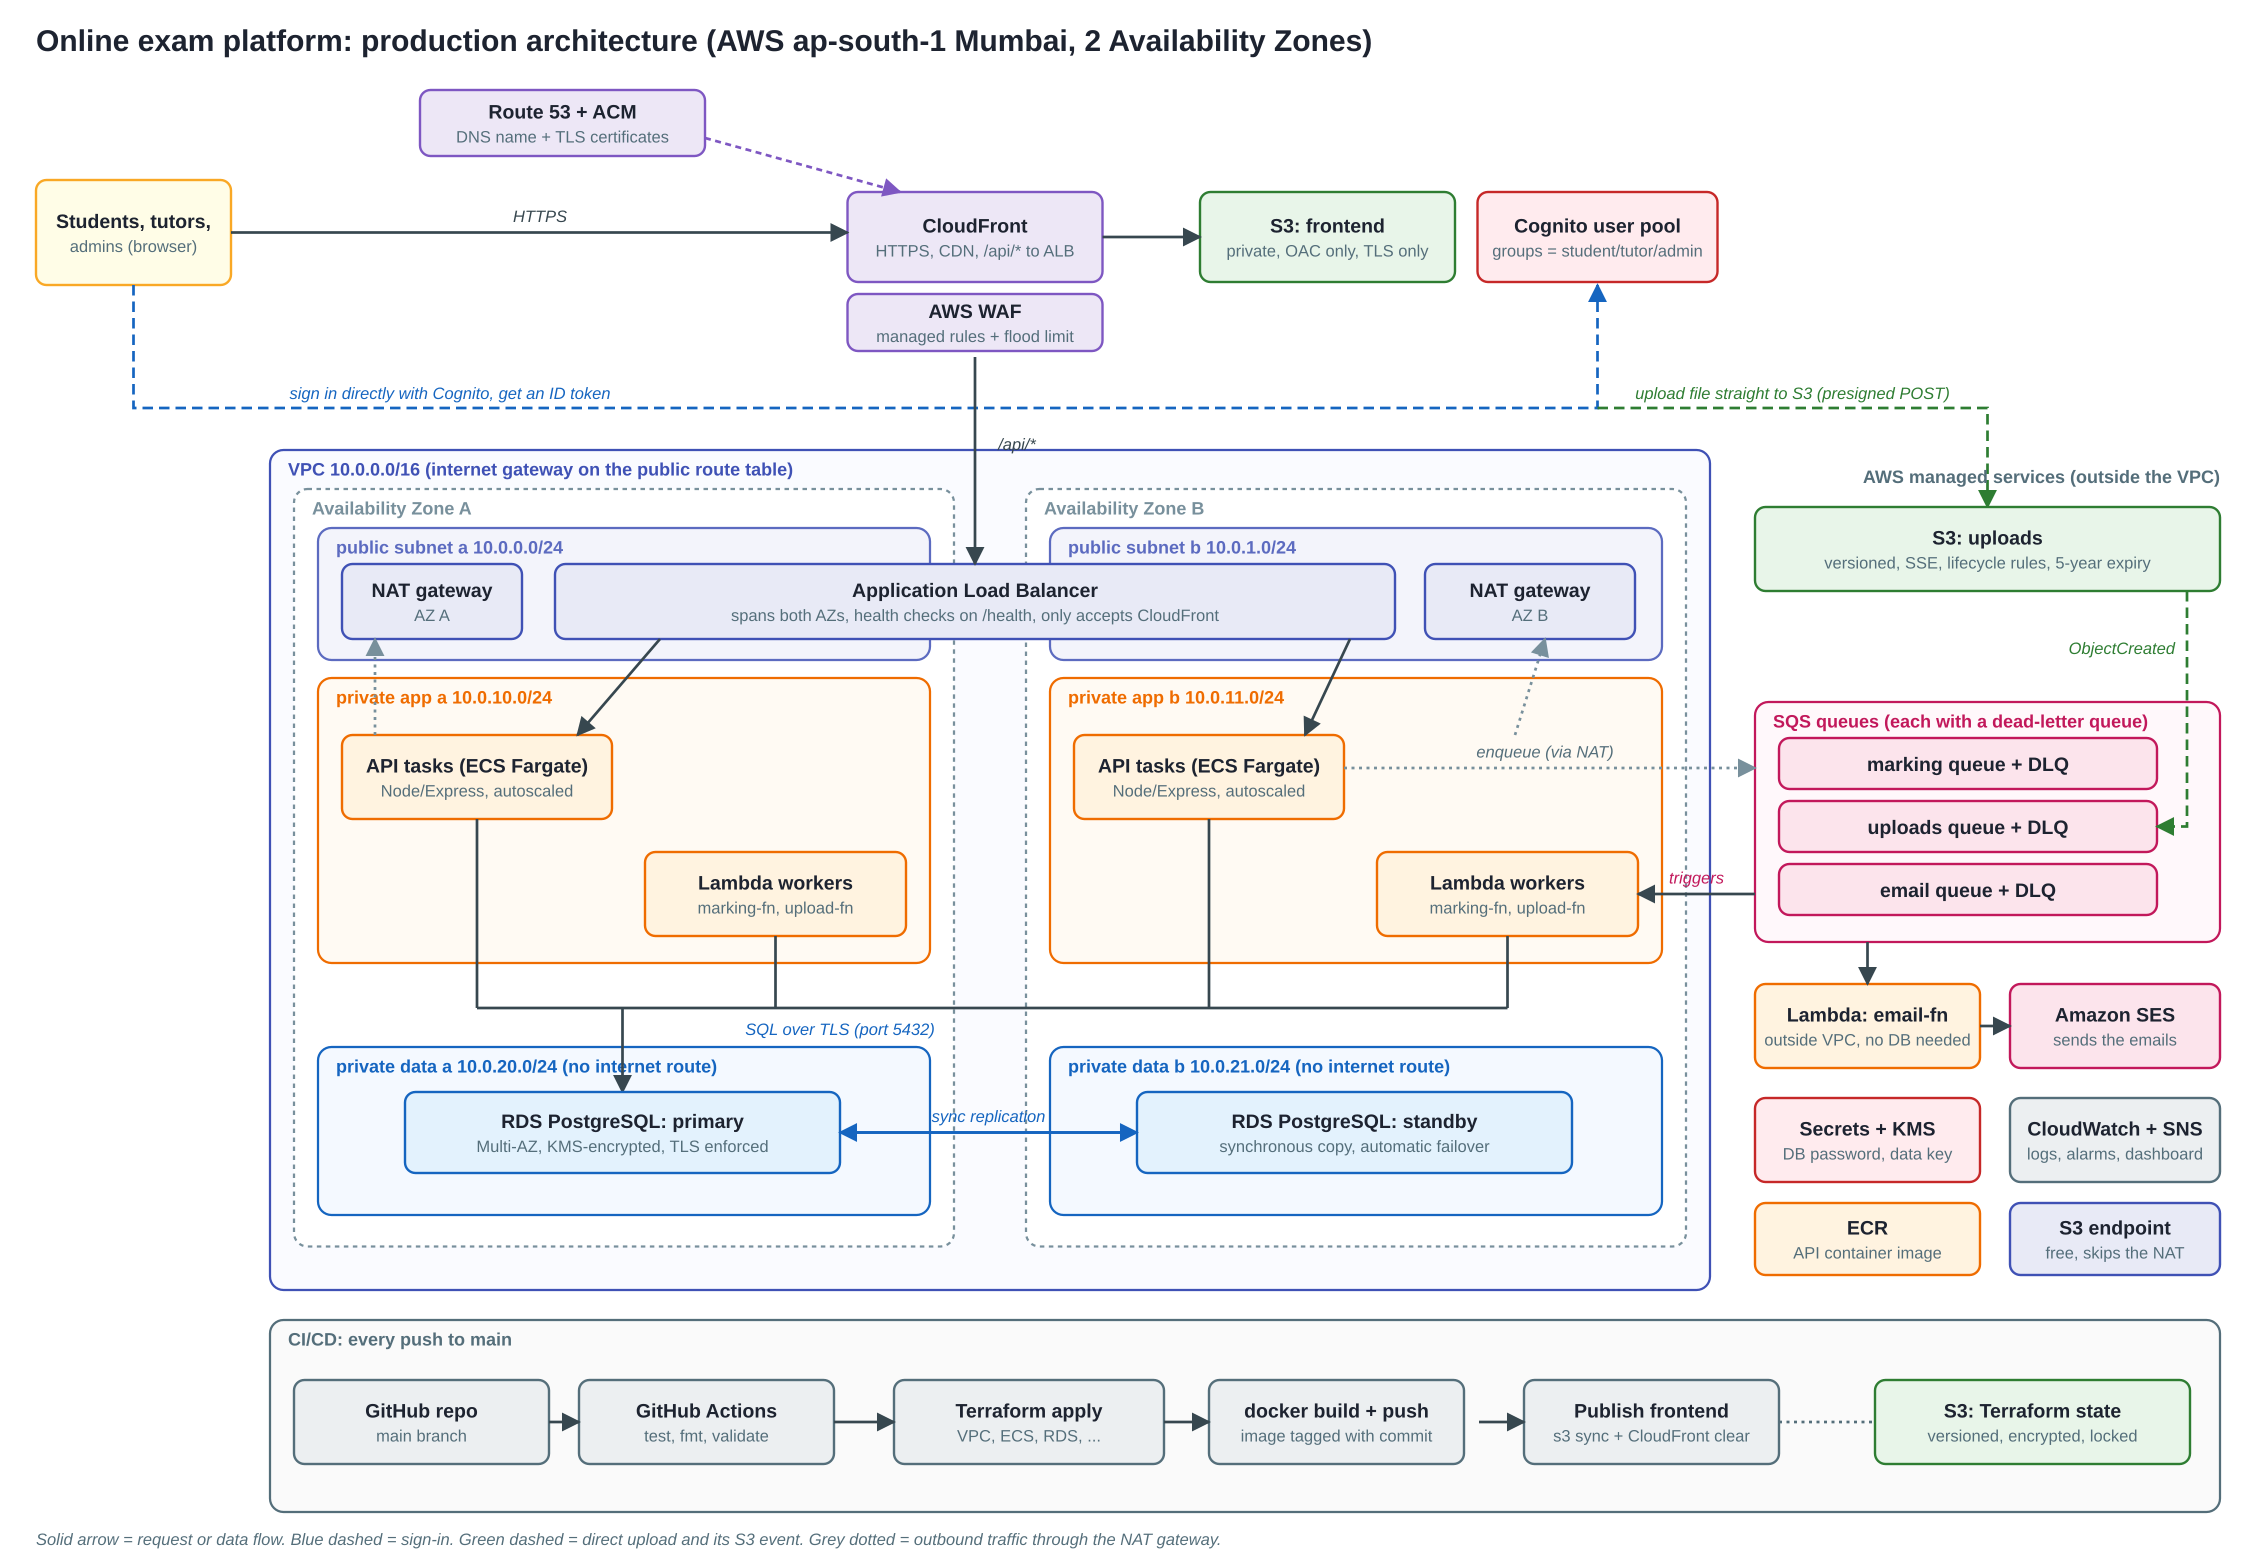 Online exam platform: production architecture (AWS ap-south-1 Mumbai, 2 Availability Zones)
Route 53 + ACM
DNS name + TLS certificates
Students, tutors,
admins (browser)
HTTPS
CloudFront
HTTPS, CDN, /api/* to ALB
S3: frontend
private, OAC only, TLS only
Cognito user pool
groups = student/tutor/admin
AWS WAF
managed rules + flood limit
sign in directly with Cognito, get an ID token
upload file straight to S3 (presigned POST)
/api/*
VPC 10.0.0.0/16 (internet gateway on the public route table)
AWS managed services (outside the VPC)
Availability Zone A
Availability Zone B
public subnet a 10.0.0.0/24
public subnet b 10.0.1.0/24
NAT gateway
AZ A
Application Load Balancer
spans both AZs, health checks on /health, only accepts CloudFront
NAT gateway
AZ B
S3: uploads
versioned, SSE, lifecycle rules, 5-year expiry
ObjectCreated
private app a 10.0.10.0/24
private app b 10.0.11.0/24
API tasks (ECS Fargate)
Node/Express, autoscaled
API tasks (ECS Fargate)
Node/Express, autoscaled
enqueue (via NAT)
SQS queues (each with a dead-letter queue)
marking queue + DLQ
uploads queue + DLQ
email queue + DLQ
Lambda workers
marking-fn, upload-fn
Lambda workers
marking-fn, upload-fn
triggers
SQL over TLS (port 5432)
Lambda: email-fn
outside VPC, no DB needed
Amazon SES
sends the emails
private data a 10.0.20.0/24 (no internet route)
private data b 10.0.21.0/24 (no internet route)
RDS PostgreSQL: primary
Multi-AZ, KMS-encrypted, TLS enforced
sync replication
RDS PostgreSQL: standby
synchronous copy, automatic failover
Secrets + KMS
DB password, data key
CloudWatch + SNS
logs, alarms, dashboard
ECR
API container image
S3 endpoint
free, skips the NAT
CI/CD: every push to main
GitHub repo
main branch
GitHub Actions
test, fmt, validate
Terraform apply
VPC, ECS, RDS, ...
docker build + push
image tagged with commit
Publish frontend
s3 sync + CloudFront clear
S3: Terraform state
versioned, encrypted, locked
Solid arrow = request or data flow. Blue dashed = sign-in. Green dashed = direct upload and its S3 event. Grey dotted = outbound traffic through the NAT gateway.